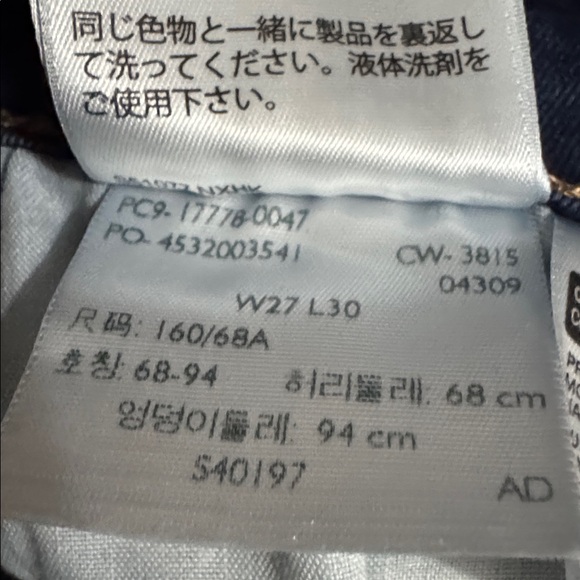 同じ色物と一緒に製品を裏返し
て洗ってください。液体洗剤を
ご使用下さい。
PC9-17778-0047
PO-4532003541
CW-3815
04309
W27 L30
尺码: 160/68A
호칭: 68-94 허리둘레: 68 cm
엉덩이둘레: 94 cm
S40197
AD